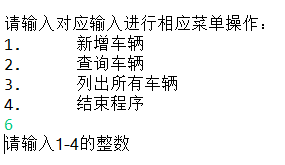 请输入对应输入进行相应菜单操作：
1.	新增车辆
2.	查询车辆
3.	列出所有车辆
4.	结束程序
6
请输入1-4的整数